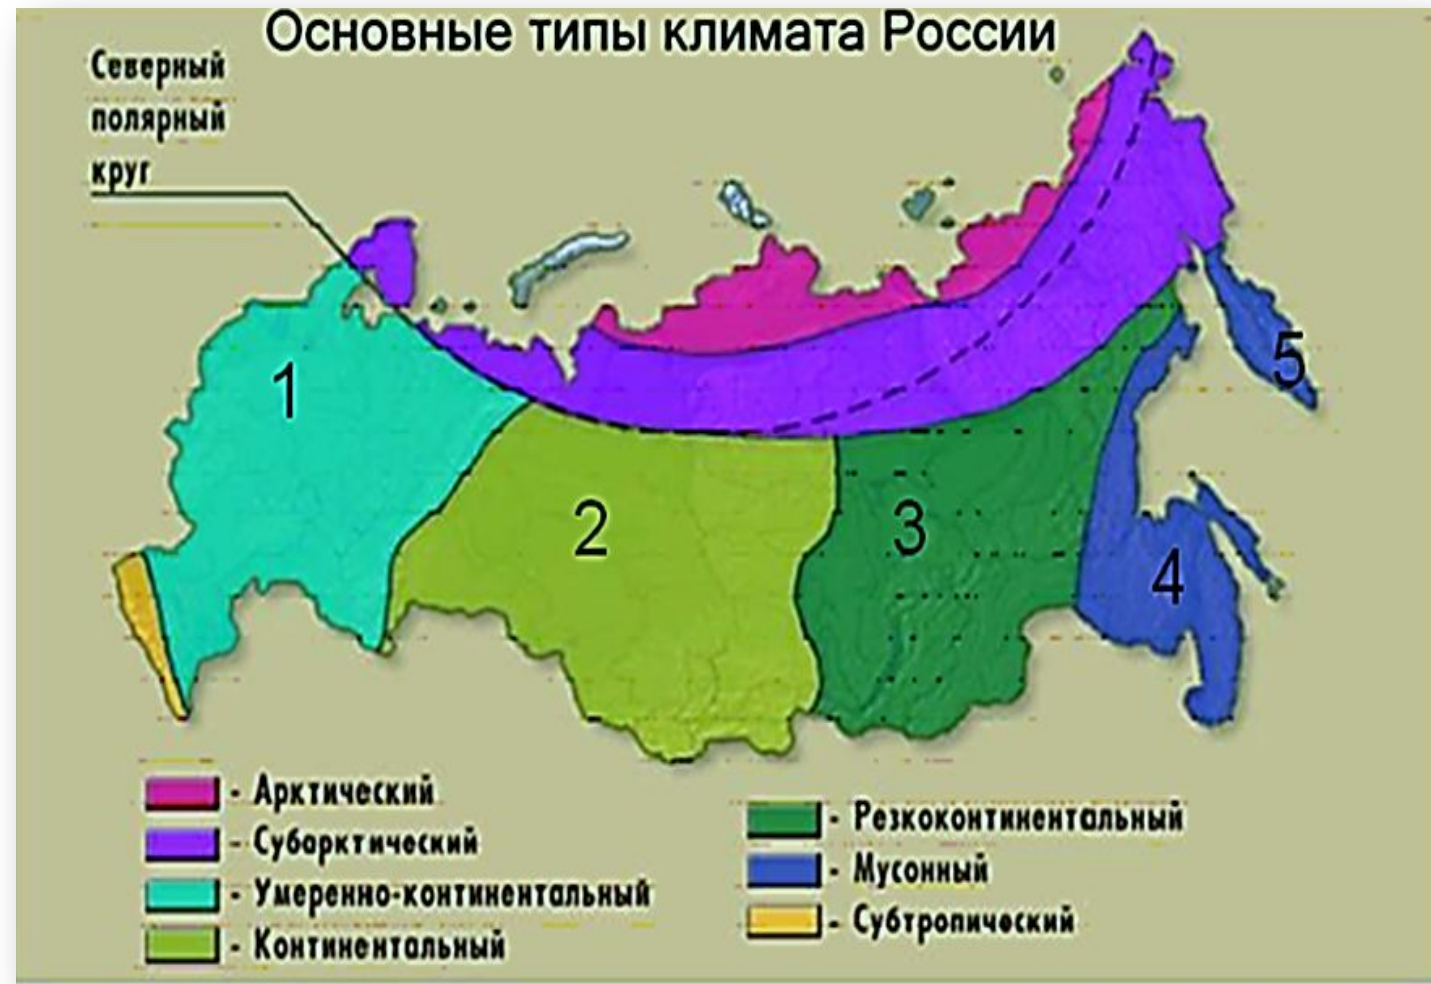 Основные типы климата России
Северный
полярный
круг
1
2
3
4
5
- Арктический
- Субарктический
- Умеренно-континентальный
- Континентальный
- Резкоконтинентальный
- Мусонный
- Субтропический